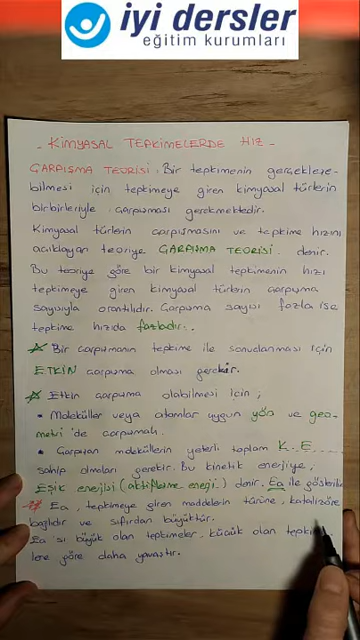 iyi dersler
eğitim kurumları
- KİMYASAL TEPKİMELERDE HIZ -
ÇARPIŞMA TEORİSİ: Bir tepkimenin gerçekleşe-
bilmesi için tepkimeye giren kimyasal türlerin
birbirleriyle çarpışması gerekmektedir.
Kimyasal türlerin çarpışmasını ve tepkime hızını
açıklayan teoriye ÇARPIŞMA TEORİSİ denir.
Bu teoriye göre bir kimyasal tepkimenin hızı
tepkimeye giren kimyasal türlerin çarpışma
sayısıyla orantılıdır. Çarpışma sayısı fazla ise
tepkime hızıda fazladır.
Bir çarpışmanın tepkime ile sonuçlanması için
ETKİN çarpışma olması gerekir.
Etkin çarpışma olabilmesi için;
• Moleküller veya atomlar uygun yön ve geo-
metri'de çarpışmalı.
• Çarpışan moleküllerin yeterli toplam K.E......
sahip olmaları gerekir. Bu kinetik enerjiye,
Eşik enerjisi (aktifleşme enerji) denir. Ea ile gösterilir
Ea, tepkimeye giren maddelerin türüne, katalizöre
bağlıdır ve sıfırdan büyüktür.
Ea sı büyük olan tepkimeler, küçük olan
lere göre daha yavaştır.